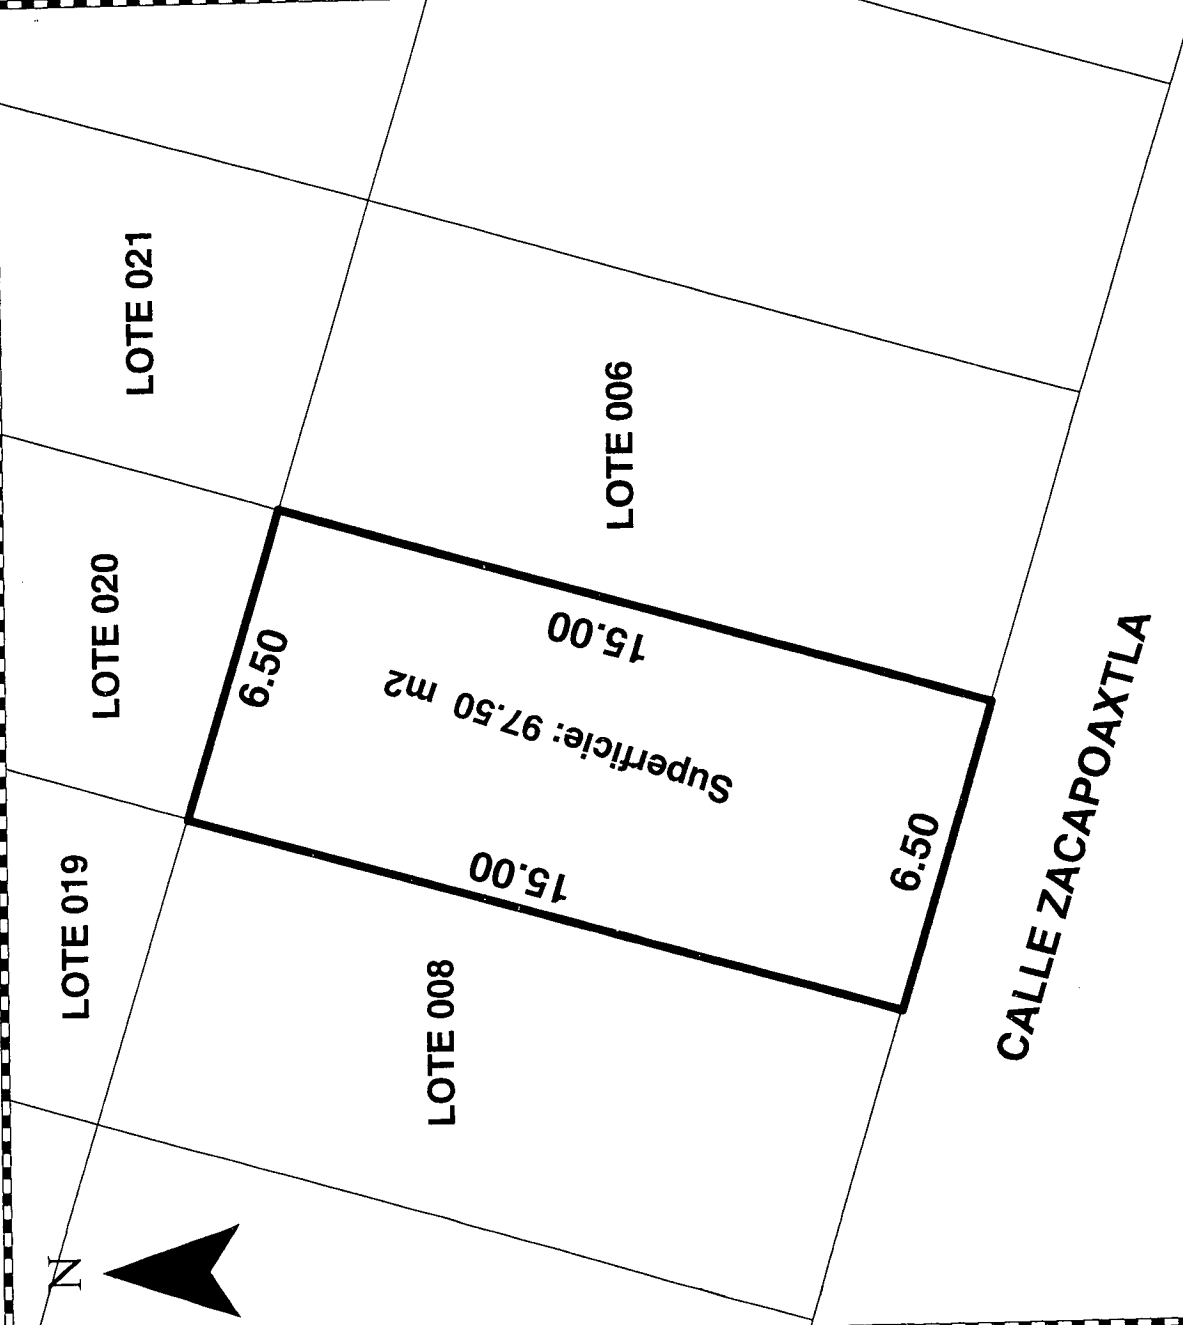 LOTE 021
LOTE 020
LOTE 019
LOTE 006
LOTE 008
6.50
15.00
Superficie: 97.50 m2
15.00
6.50
CALLE ZACAPOAXTLA
N